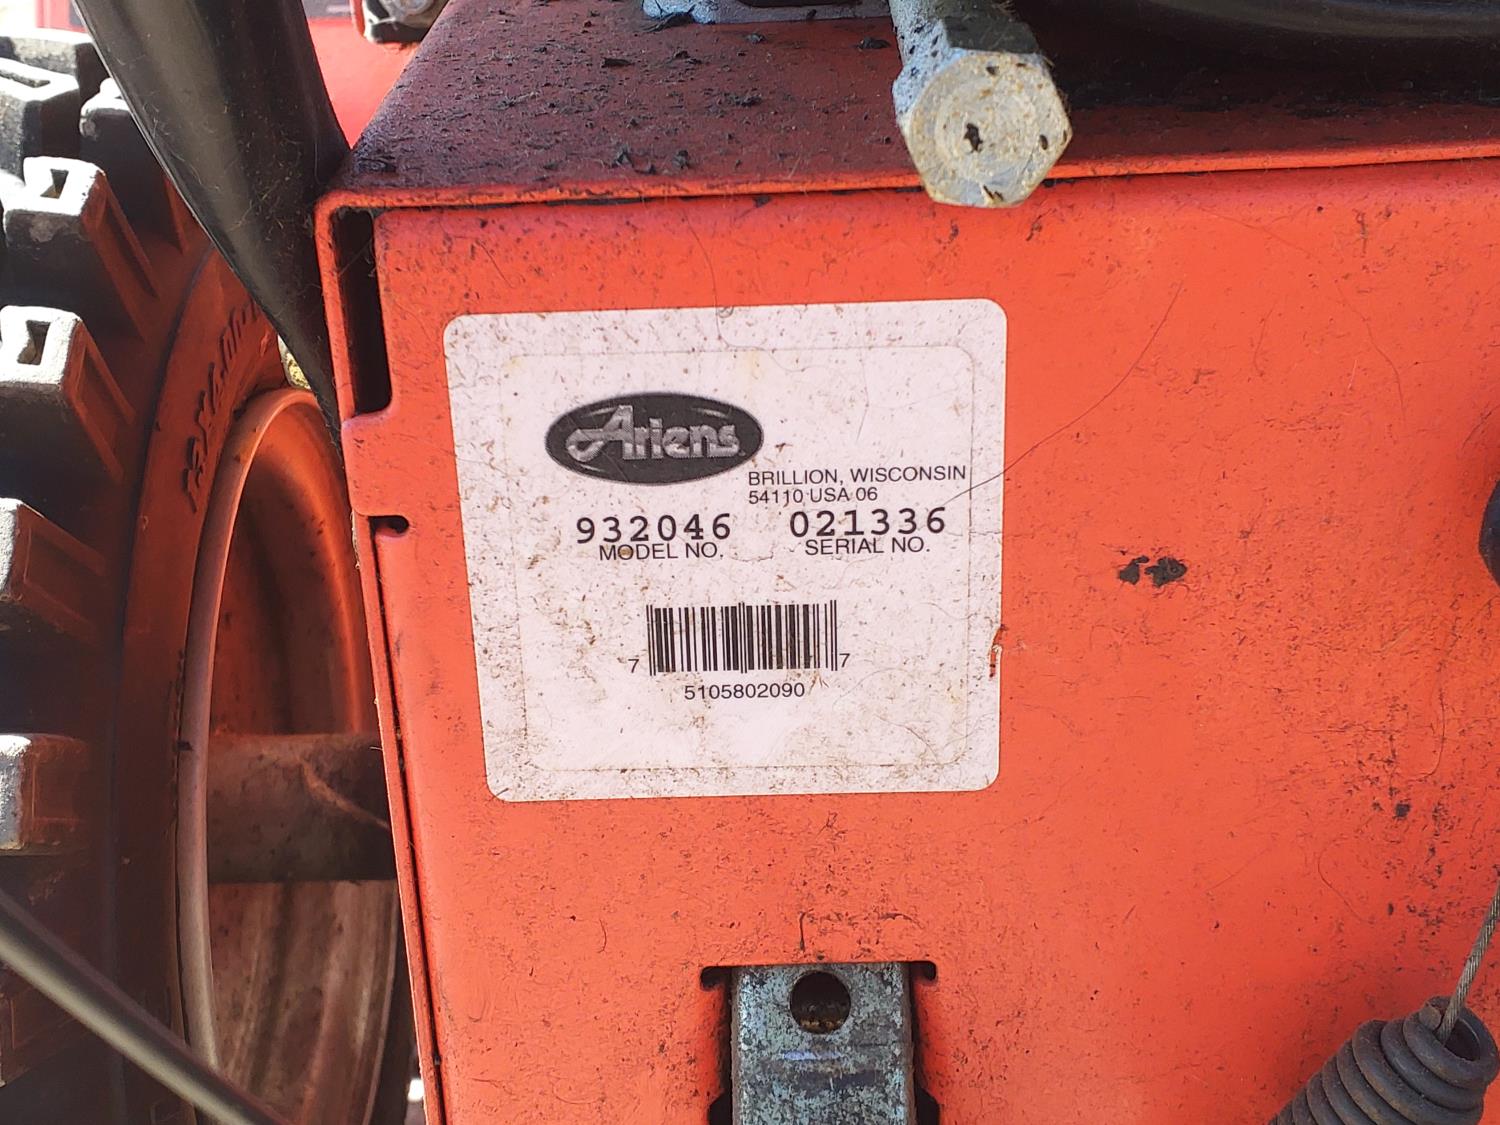 Ariens
BRILLION, WISCONSIN
54110 USA 06
932046 021336
MODEL NO. SERIAL NO.
7 7
5105802090